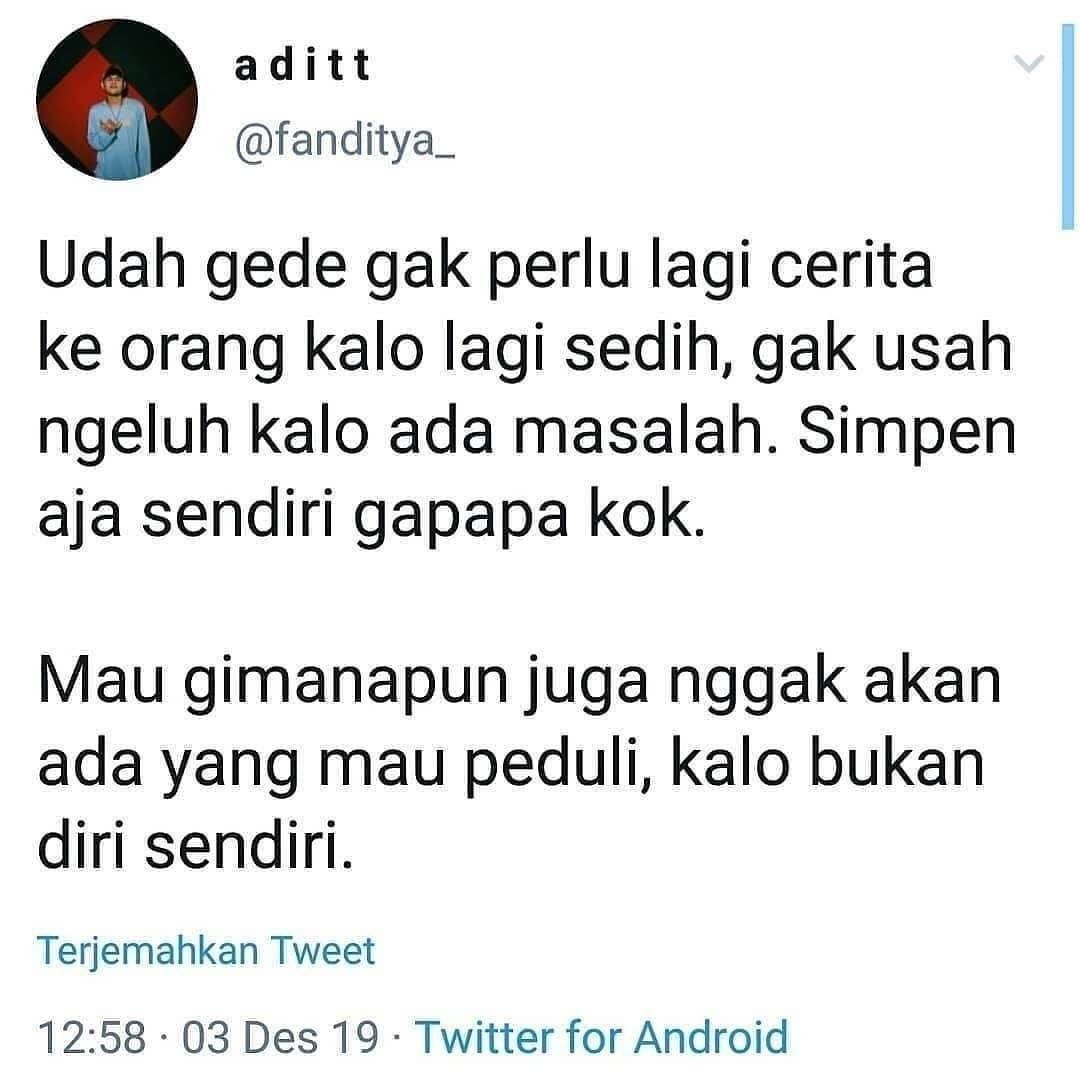 aditt
@fanditya_
Udah gede gak perlu lagi cerita
ke orang kalo lagi sedih, gak usah
ngeluh kalo ada masalah. Simpen
aja sendiri gapapa kok.
Mau gimanapun juga nggak akan
ada yang mau peduli, kalo bukan
diri sendiri.
Terjemahkan Tweet
12:58 · 03 Des 19 · Twitter for Android